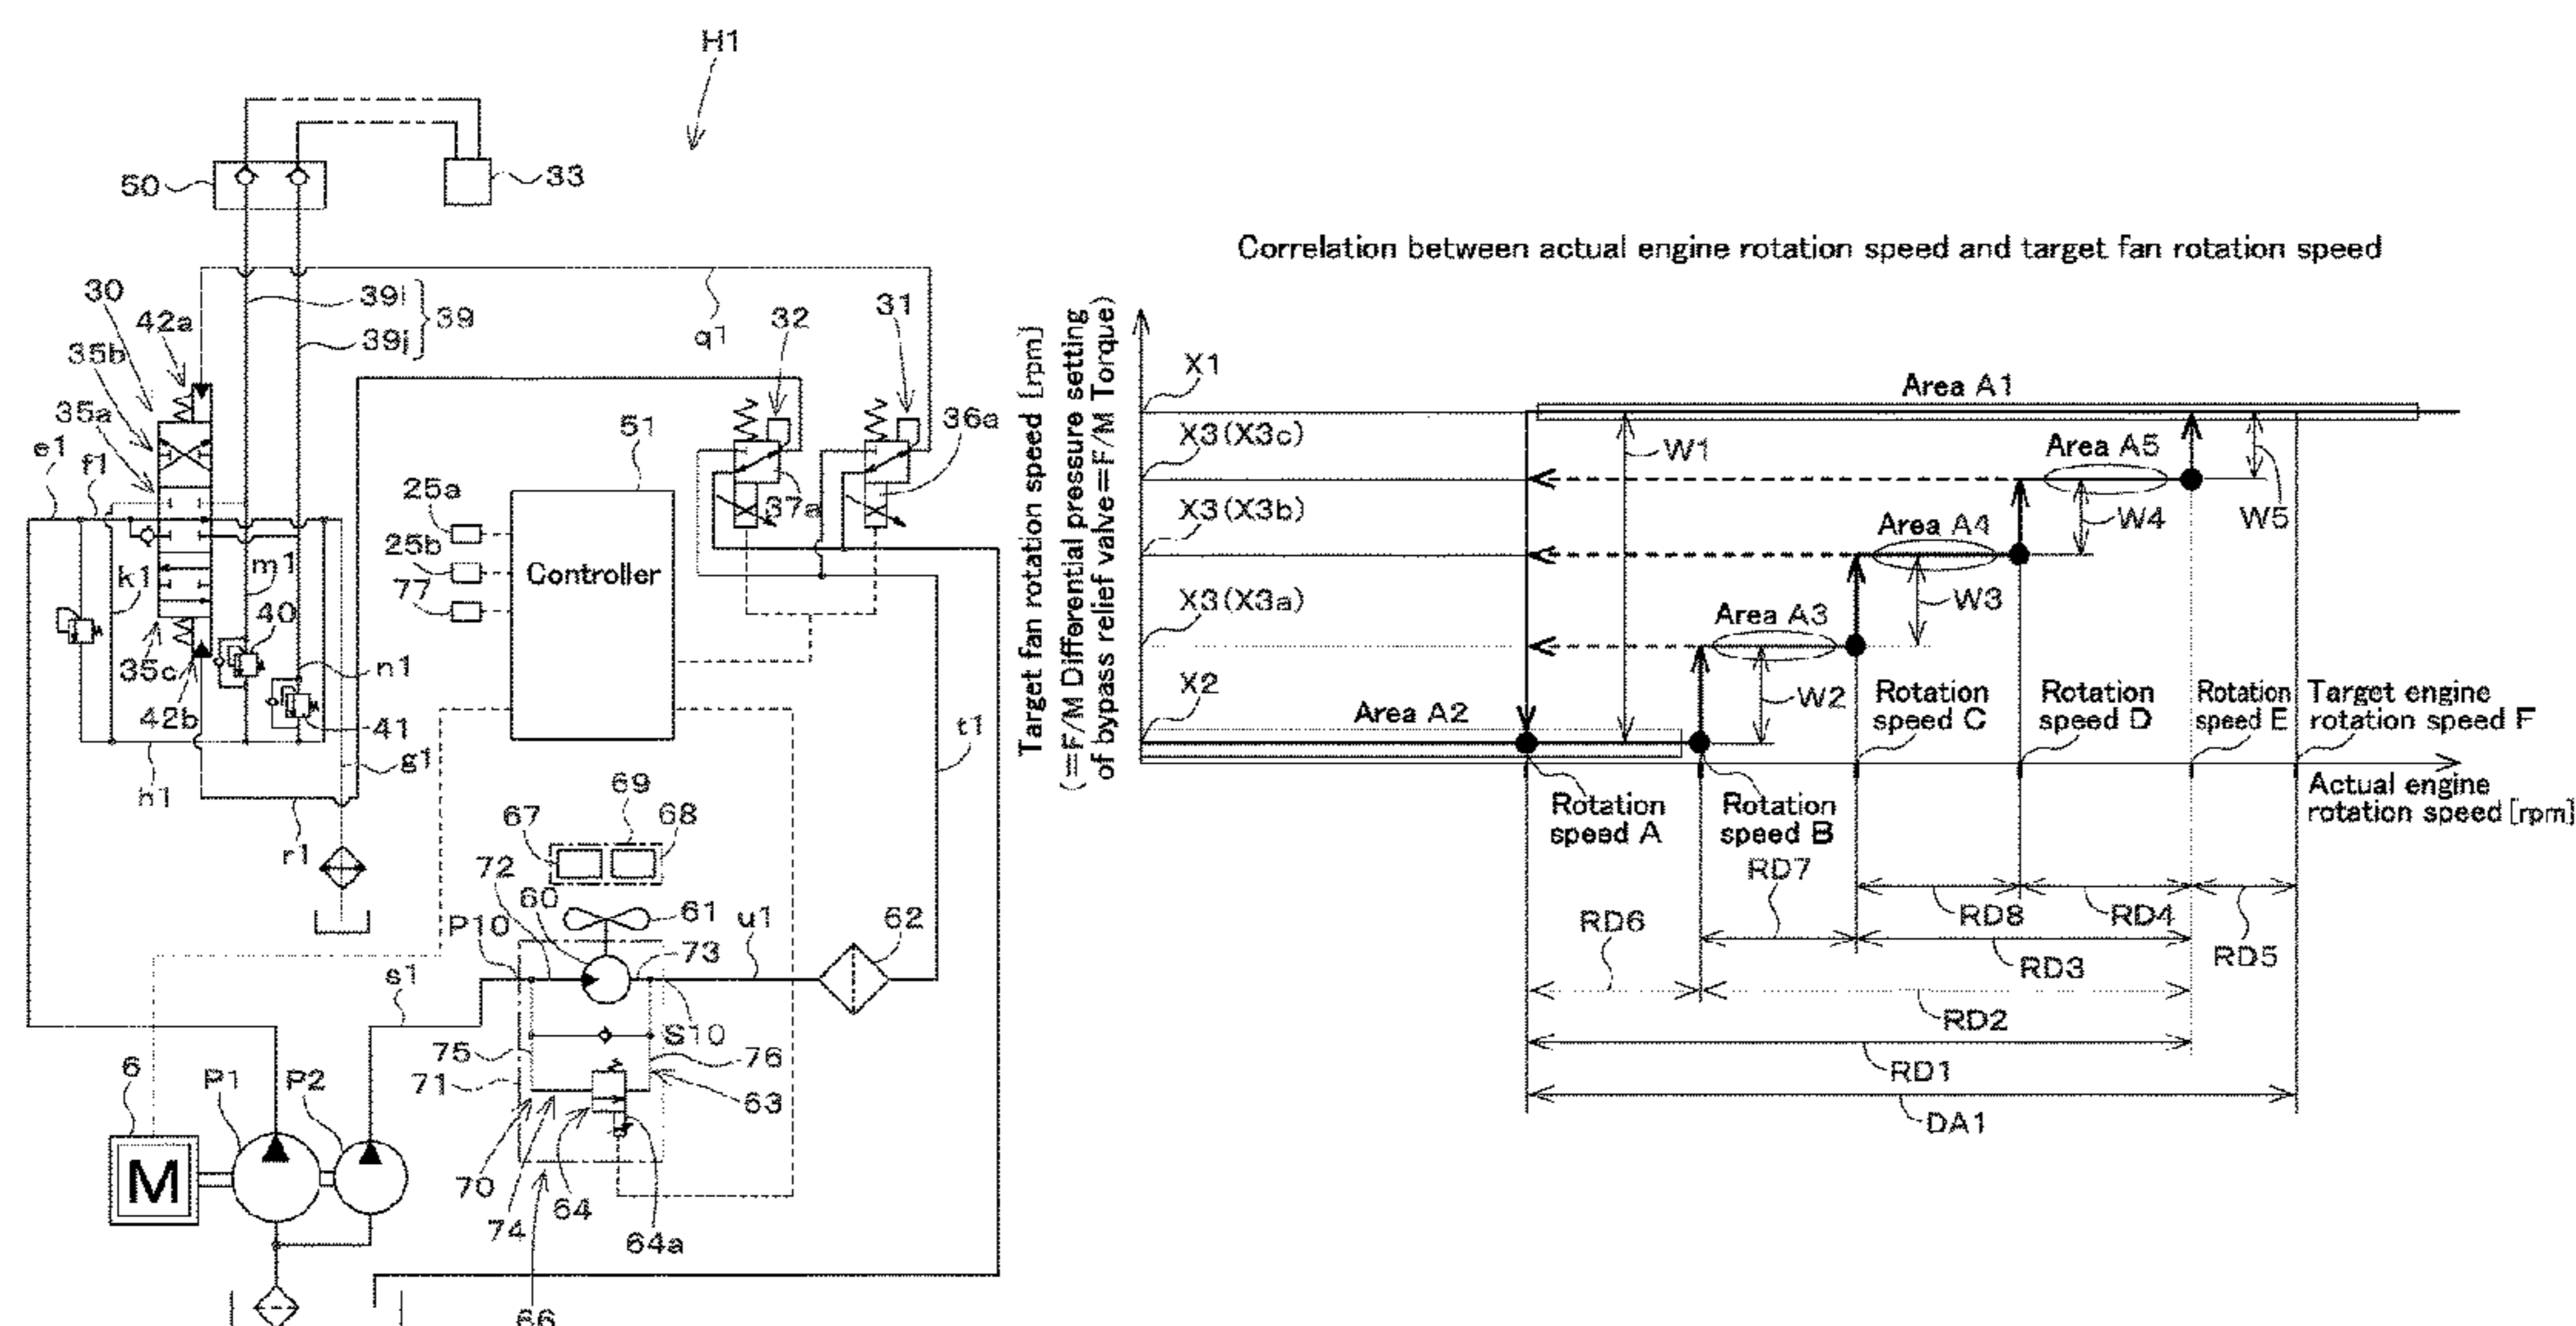 H1
50
33
30
42a
39i
39j
39
q1
32
31
35b
35a
e1
f1
51
36a
37a
25a
25b
77
Controller
k1
m1
40
35c
n1
42b
41
h1
g1
t1
r1
69
67
68
72
60
61
62
P10
u1
73
s1
S10
75
76
71
63
6
P1
P2
M
70
74
64
64a
66
Correlation between actual engine rotation speed and target fan rotation speed
Target fan rotation speed [rpm]
(=F/M Differential pressure setting
of bypass relief valve=F/M Torque)
X1
Area A1
X3(X3c)
W1
Area A5
X3(X3b)
Area A4
W4
W5
X3(X3a)
Area A3
W3
X2
Area A2
W2
Rotation
speed C
Rotation
speed D
Rotation
speed E
Target engine
rotation speed F
Rotation
speed A
Rotation
speed B
Actual engine
rotation speed [rpm]
RD7
RD6
RD8
RD4
RD3
RD5
RD2
RD1
DA1